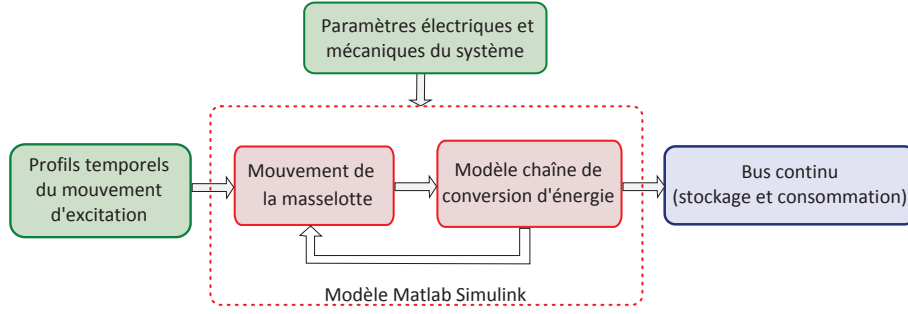 Paramètres électriques et
mécaniques du système
Profils temporels
du mouvement
d'excitation
Mouvement de
la masselotte
Modèle chaîne de
conversion d'énergie
Bus continu
(stockage et consommation)
Modèle Matlab Simulink